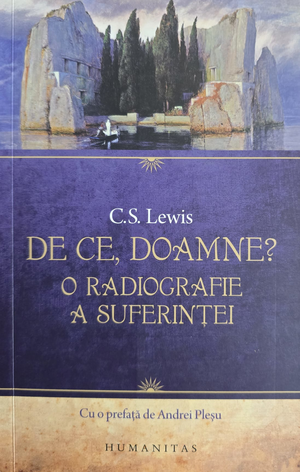 C.S. Lewis
DE CE, DOAMNE?
O RADIOGRAFIE
A SUFERINȚEI
Cu o prefață de Andrei Pleșu
HUMANITAS